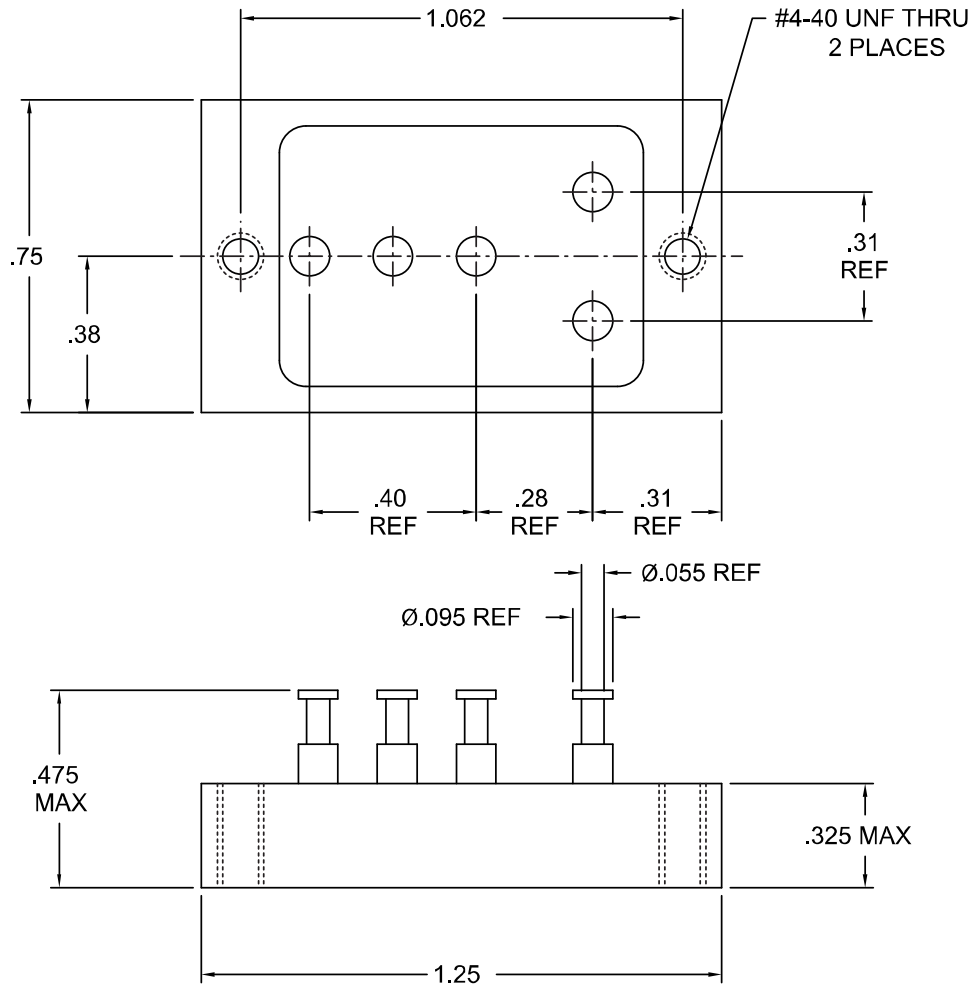 1.062
#4-40 UNF THRU
2 PLACES
.75
.38
.31
REF
.40
REF
.28
REF
.31
REF
Ø.055 REF
Ø.095 REF
.475
MAX
.325 MAX
1.25